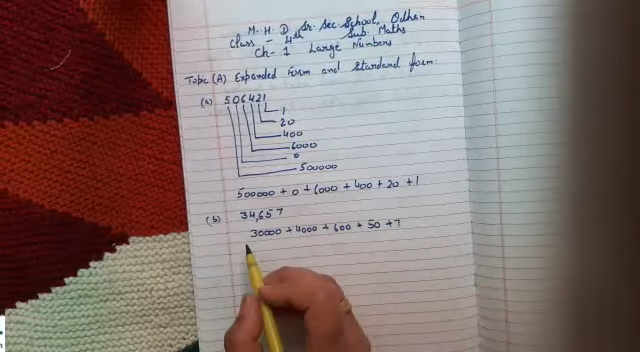 M. H. D Sr. Sec. School, Odhan
Class - 4th Sub. Maths
Ch- 1 Large Numbers
Topic (A) Expanded form and Standard form.
(a) 506421
1
20
400
6000
0
500000
500000 + 0 + 6000 + 400 + 20 + 1
(b) 34,657
30000 + 4000 + 600 + 50 + 7